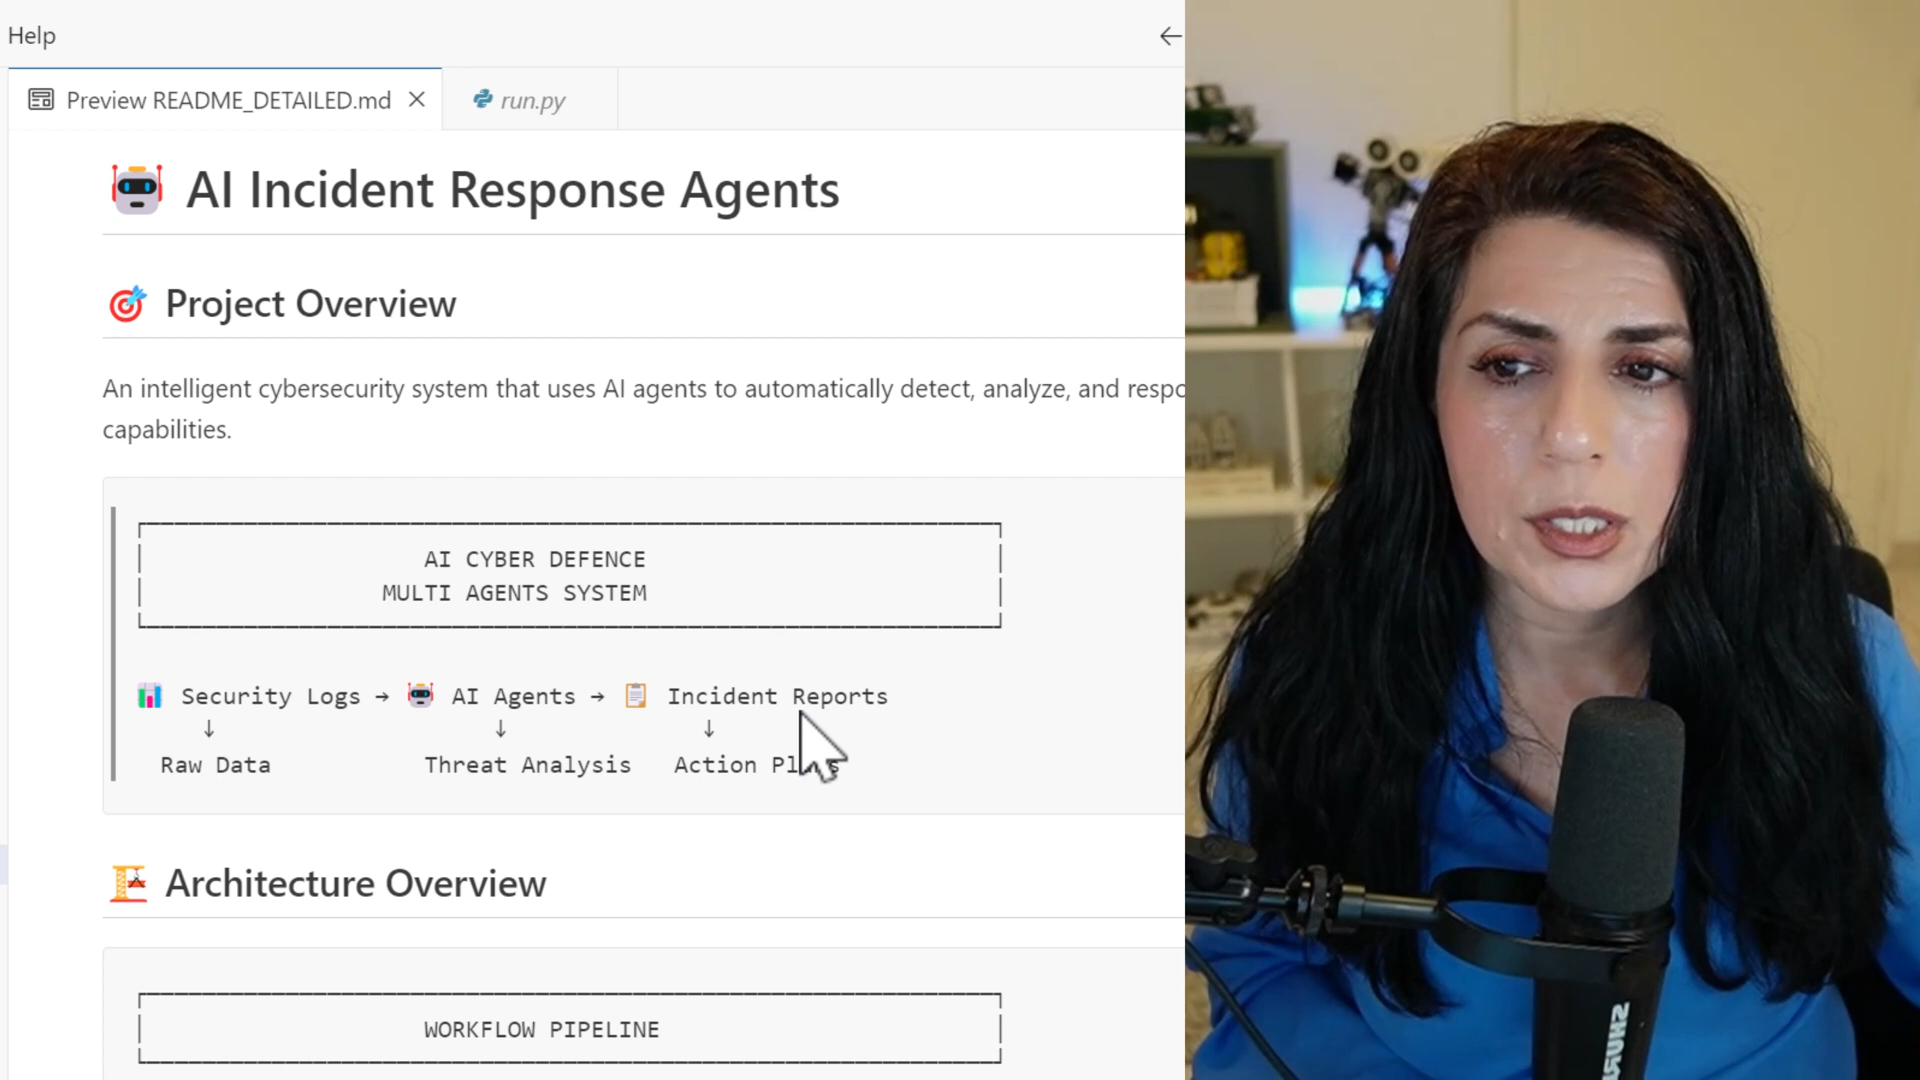 Help
Preview README_DETAILED.md
run.py
AI Incident Response Agents
Project Overview
An intelligent cybersecurity system that uses AI agents to automatically detect, analyze, and
capabilities.
AI CYBER DEFENCE
MULTI AGENTS SYSTEM
Security Logs → AI Agents → Incident Reports
↓ ↓ ↓
Raw Data Threat Analysis Action
Architecture Overview
WORKFLOW PIPELINE